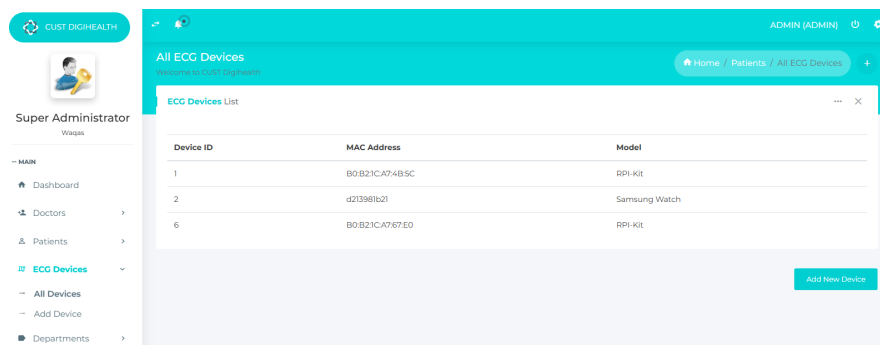 CUST DIGIHEALTH
ADMIN (ADMIN)
All ECG Devices
Welcome to CUST Digihealth
Home / Patients / All ECG Devices
+
Super Administrator
Waqas
ECG Devices List
Device ID MAC Address Model
1 B0:B2:1C:A7:4B:5C RPI-Kit
2 d213981b21 Samsung Watch
6 B0:B2:1C:A7:67:E0 RPI-Kit
-- MAIN
Dashboard
Doctors
Patients
ECG Devices
All Devices
Add Device
Departments
Add New Device